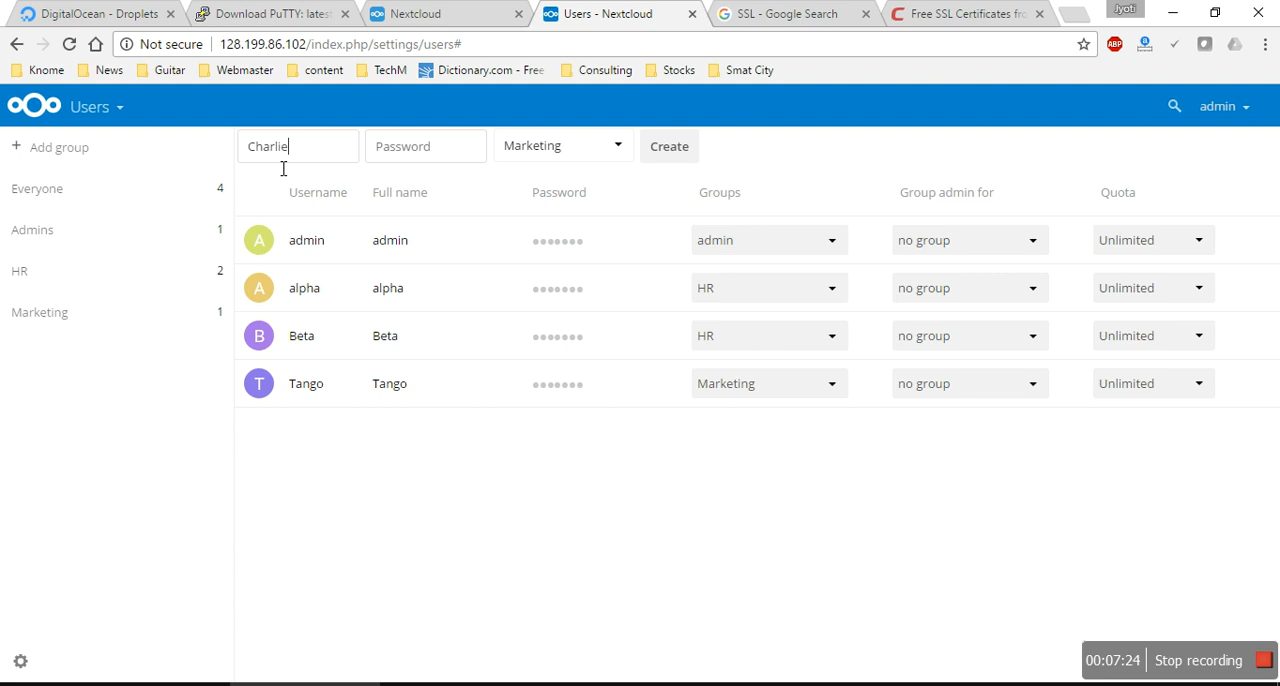 DigitalOcean - Droplets
Download PuTTY: latest
Nextcloud
Users - Nextcloud
SSL - Google Search
Free SSL Certificates fro
Jyoti
Not secure
128.199.86.102/index.php/settings/users#
ABP
Knome
News
Guitar
Webmaster
content
TechM
Dictionary.com - Free
Consulting
Stocks
Smat City
Users
admin
+ Add group
Charlie
Password
Marketing
Create
Everyone 4
Admins 1
HR 2
Marketing 1
Username Full name Password Groups Group admin for Quota
A admin admin ●●●●●●● admin no group Unlimited
A alpha alpha ●●●●●●● HR no group Unlimited
B Beta Beta ●●●●●●● HR no group Unlimited
T Tango Tango ●●●●●●● Marketing no group Unlimited
00:07:24 Stop recording